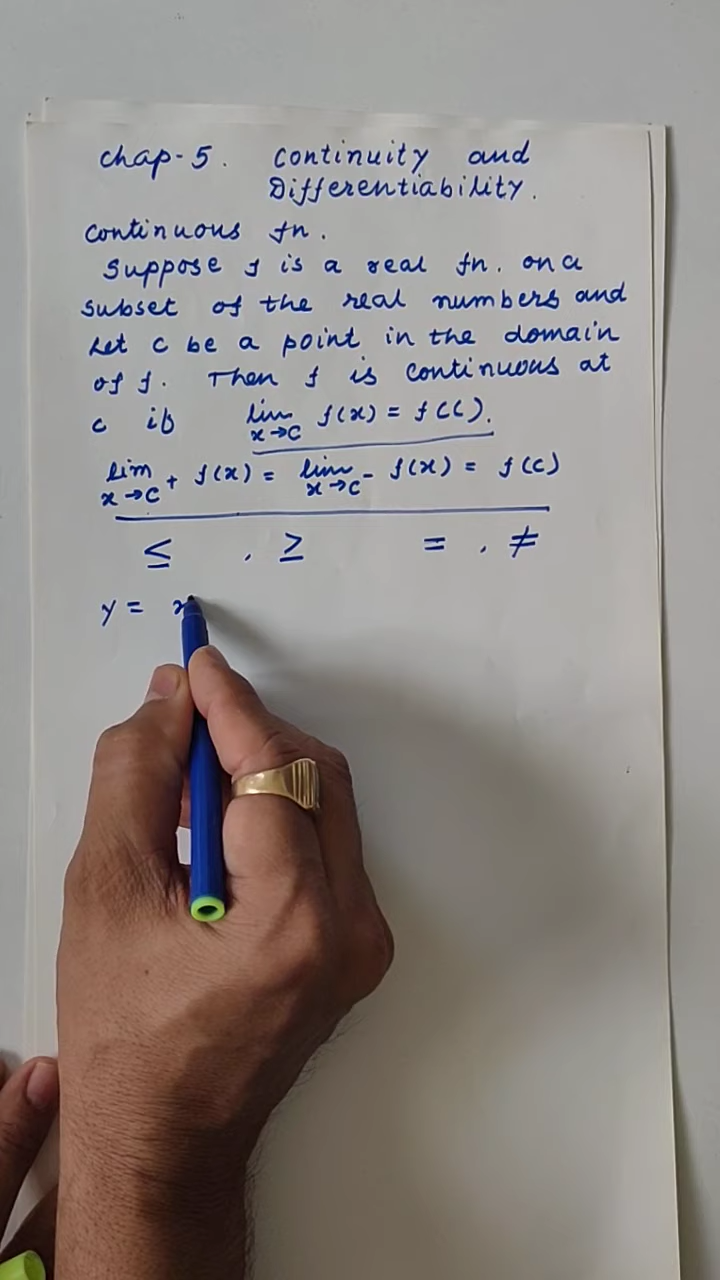 Chap-5. Continuity and
Differentiability.
Continuous fn.
Suppose f is a real fn. on a
subset of the real numbers and
Let c be a point in the domain
of f. Then f is continuous at
c if lim x→c f(x) = f(c).
lim x→c+ f(x) = lim x→c- f(x) = f(c)
≤ , ≥ = , ≠
y = x